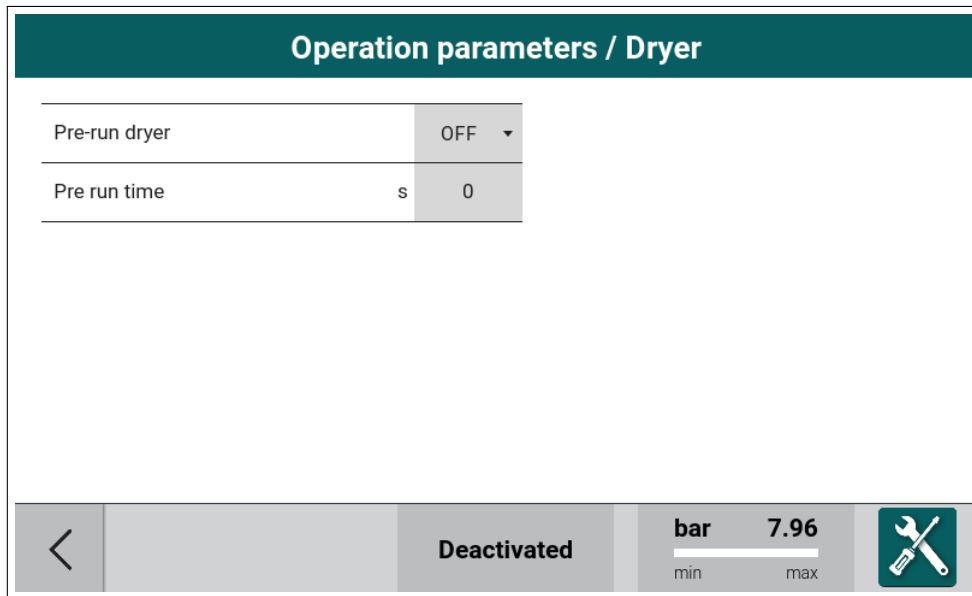 Operation parameters / Dryer
Pre-run dryer OFF
Pre run time s 0
Deactivated
bar 7.96
min max